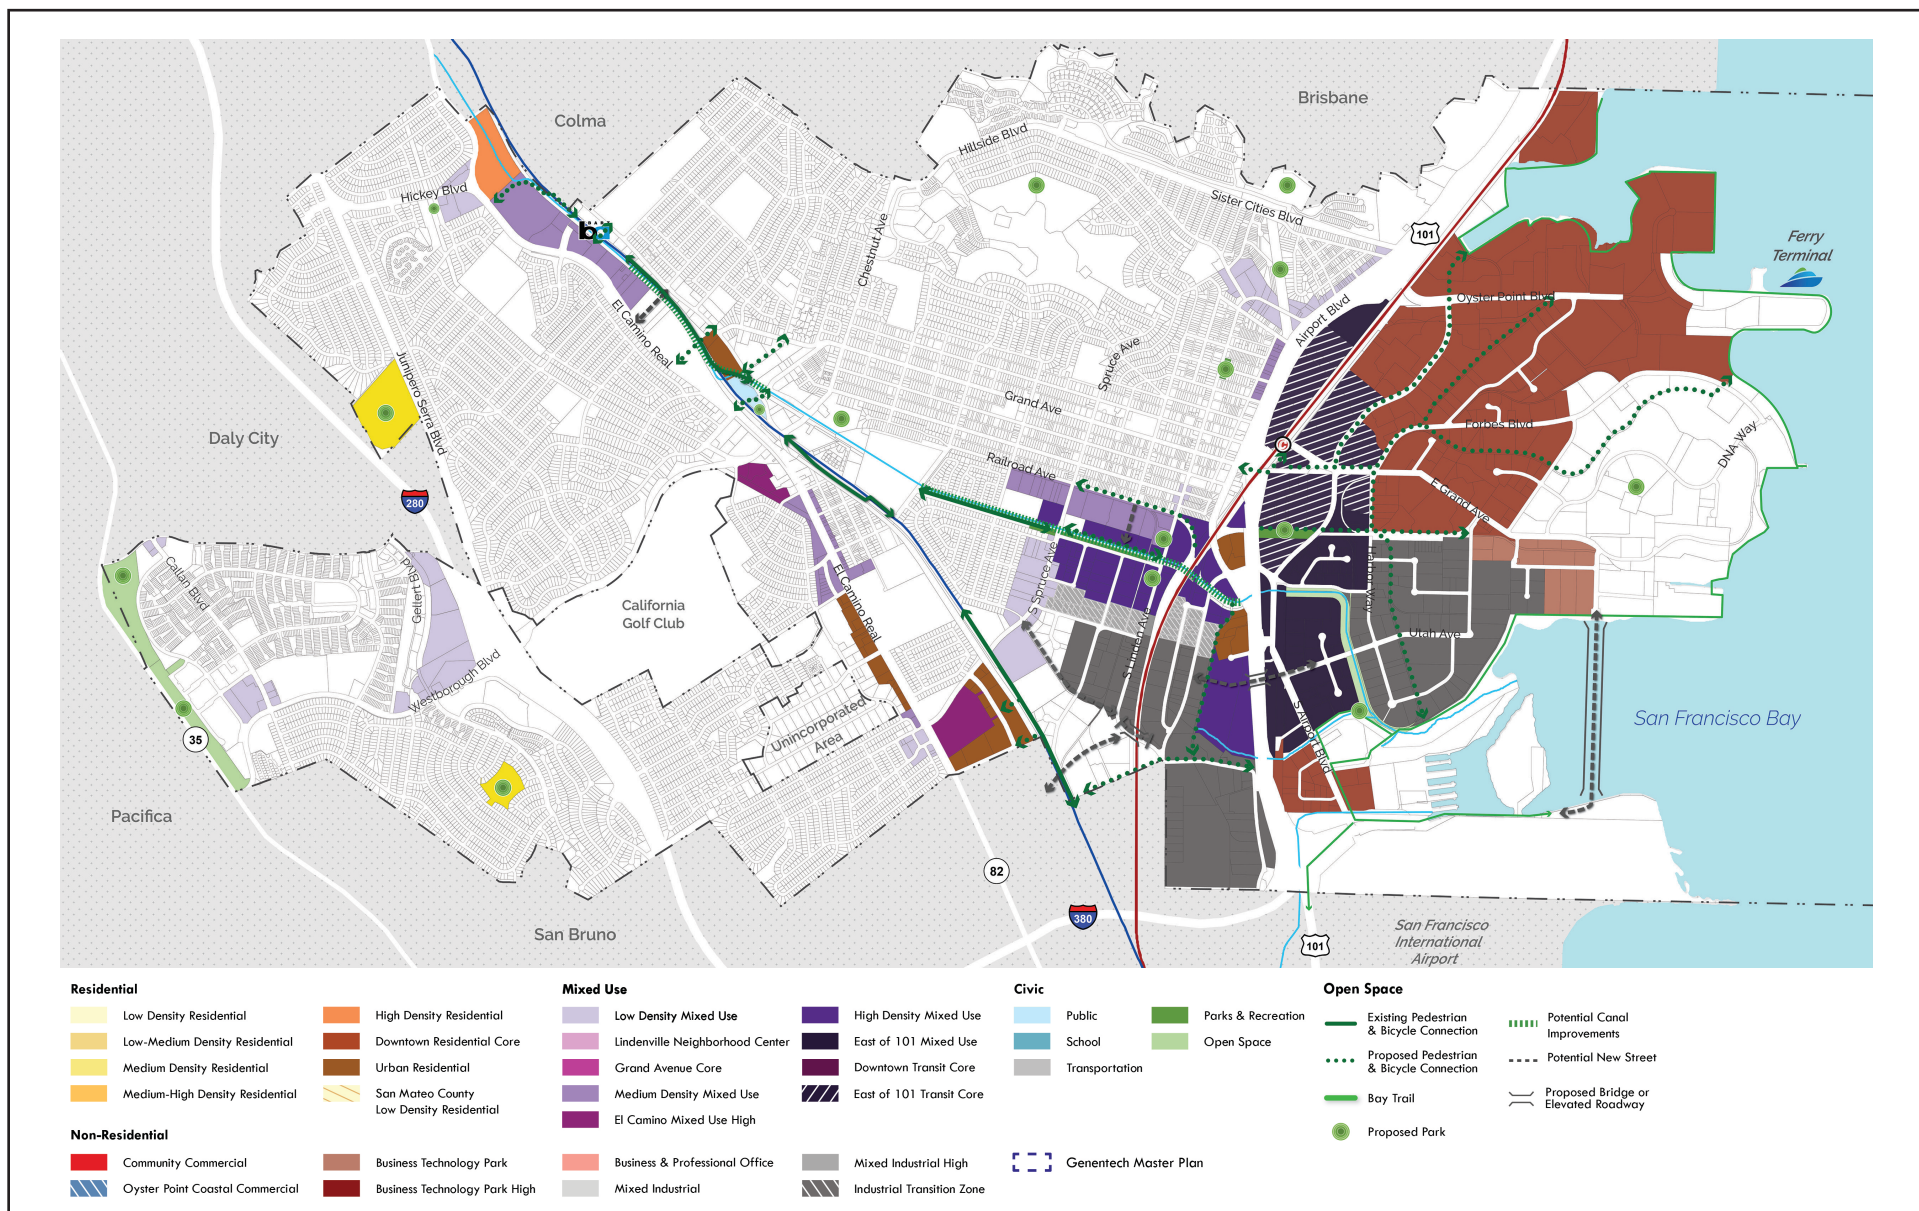 Colma
Brisbane
Hillside Blvd
Hickey Blvd
Sister Cities Blvd
Chestnut Ave
101
Ferry
Terminal
b
Oyster Point Blvd
El Camino Real
Airport Blvd
Spruce Ave
Junipero Serra Blvd
Grand Ave
Forbes Blvd
DNA Way
Daly City
Railroad Ave
E Grand Ave
280
Callan Blvd
Gellert Blvd
S Spruce Ave
Harbor Way
California
Golf Club
El Camino Real
S Linden Ave
Utah Ave
Westborough Blvd
Unincorporated
Area
S Airport Blvd
San Francisco Bay
35
Pacifica
82
380
San Bruno
101
San Francisco
International
Airport
Residential
Low Density Residential
Low-Medium Density Residential
Medium Density Residential
Medium-High Density Residential
High Density Residential
Downtown Residential Core
Urban Residential
San Mateo County
Low Density Residential
Mixed Use
Low Density Mixed Use
Lindenville Neighborhood Center
Grand Avenue Core
Medium Density Mixed Use
El Camino Mixed Use High
High Density Mixed Use
East of 101 Mixed Use
Downtown Transit Core
East of 101 Transit Core
Civic
Public
School
Transportation
Parks & Recreation
Open Space
Open Space
Existing Pedestrian
& Bicycle Connection
Proposed Pedestrian
& Bicycle Connection
Bay Trail
Proposed Park
Potential Canal
Improvements
Potential New Street
Proposed Bridge or
Elevated Roadway
Non-Residential
Community Commercial
Oyster Point Coastal Commercial
Business Technology Park
Business Technology Park High
Business & Professional Office
Mixed Industrial
Mixed Industrial High
Industrial Transition Zone
Genentech Master Plan